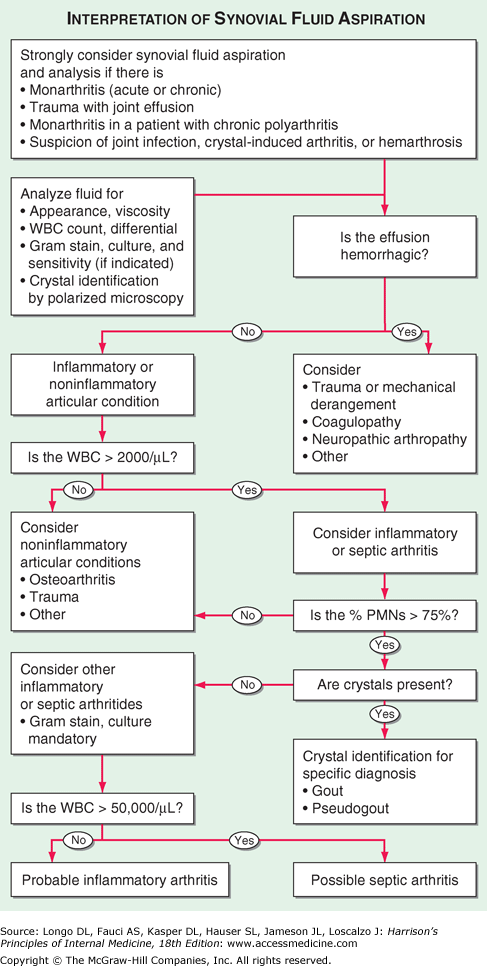 INTERPRETATION OF SYNOVIAL FLUID ASPIRATION
Strongly consider synovial fluid aspiration
and analysis if there is
• Monarthritis (acute or chronic)
• Trauma with joint effusion
• Monarthritis in a patient with chronic polyarthritis
• Suspicion of joint infection, crystal-induced arthritis, or hemarthrosis
Analyze fluid for
• Appearance, viscosity
• WBC count, differential
• Gram stain, culture, and
sensitivity (if indicated)
• Crystal identification
by polarized microscopy
Is the effusion
hemorrhagic?
No
Yes
Inflammatory or
noninflammatory
articular condition
Consider
• Trauma or mechanical
derangement
• Coagulopathy
• Neuropathic arthropathy
• Other
Is the WBC > 2000/μL?
No
Yes
Consider
noninflammatory
articular conditions
• Osteoarthritis
• Trauma
• Other
Consider inflammatory
or septic arthritis
No
Is the % PMNs > 75%?
Yes
Consider other
inflammatory
or septic arthritides
• Gram stain, culture
mandatory
No
Are crystals present?
Yes
Crystal identification for
specific diagnosis
• Gout
• Pseudogout
Is the WBC > 50,000/μL?
No
Yes
Probable inflammatory arthritis
Possible septic arthritis
Source: Longo DL, Fauci AS, Kasper DL, Hauser SL, Jameson JL, Loscalzo J: Harrison's
Principles of Internal Medicine, 18th Edition: www.accessmedicine.com
Copyright © The McGraw-Hill Companies, Inc. All rights reserved.